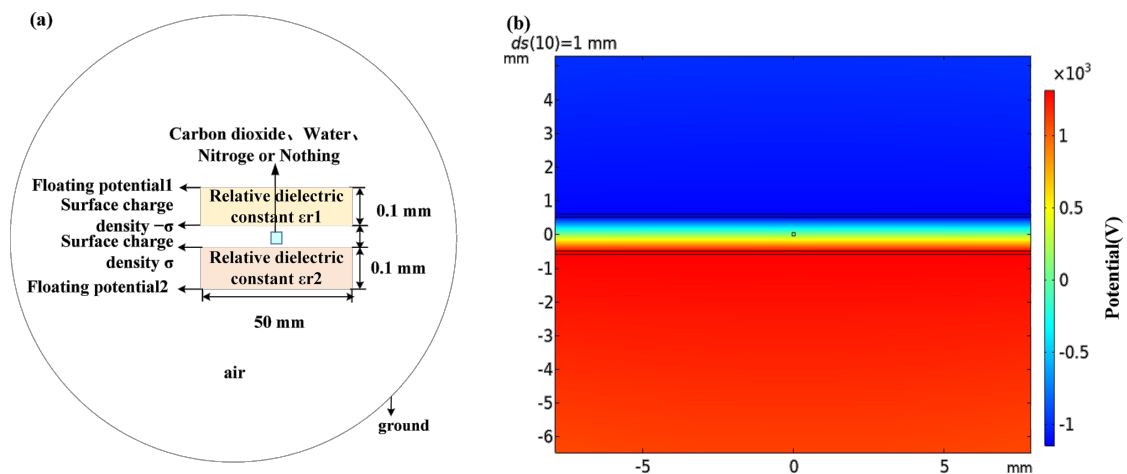 (a)
Carbon dioxide、Water、
Nitroge or Nothing
Floating potential1
Surface charge
density −σ
Surface charge
density σ
Floating potential2
Relative dielectric
constant εr1
Relative dielectric
constant εr2
0.1 mm
0.1 mm
50 mm
air
ground
(b)
ds(10)=1 mm
mm
4
3
2
1
0
-1
-2
-3
-4
-5
-6
-5
0
5
mm
×10³
1
0.5
0
-0.5
-1
Potential(V)